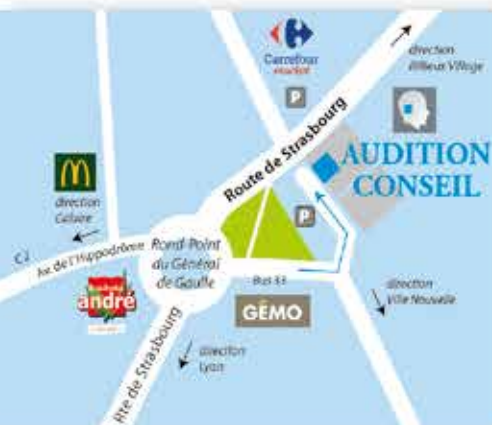 Carrefour
market
P
direction
Rillieux Village
Route de Strasbourg
AUDITION
CONSEIL
direction
Caluire
P
C2
Av. de l'Hippodrome
Rond-Point
du Général
de Gaulle
andré
Bus 33
GÉMO
direction
Ville Nouvelle
direction
Lyon
Rte de Strasbourg